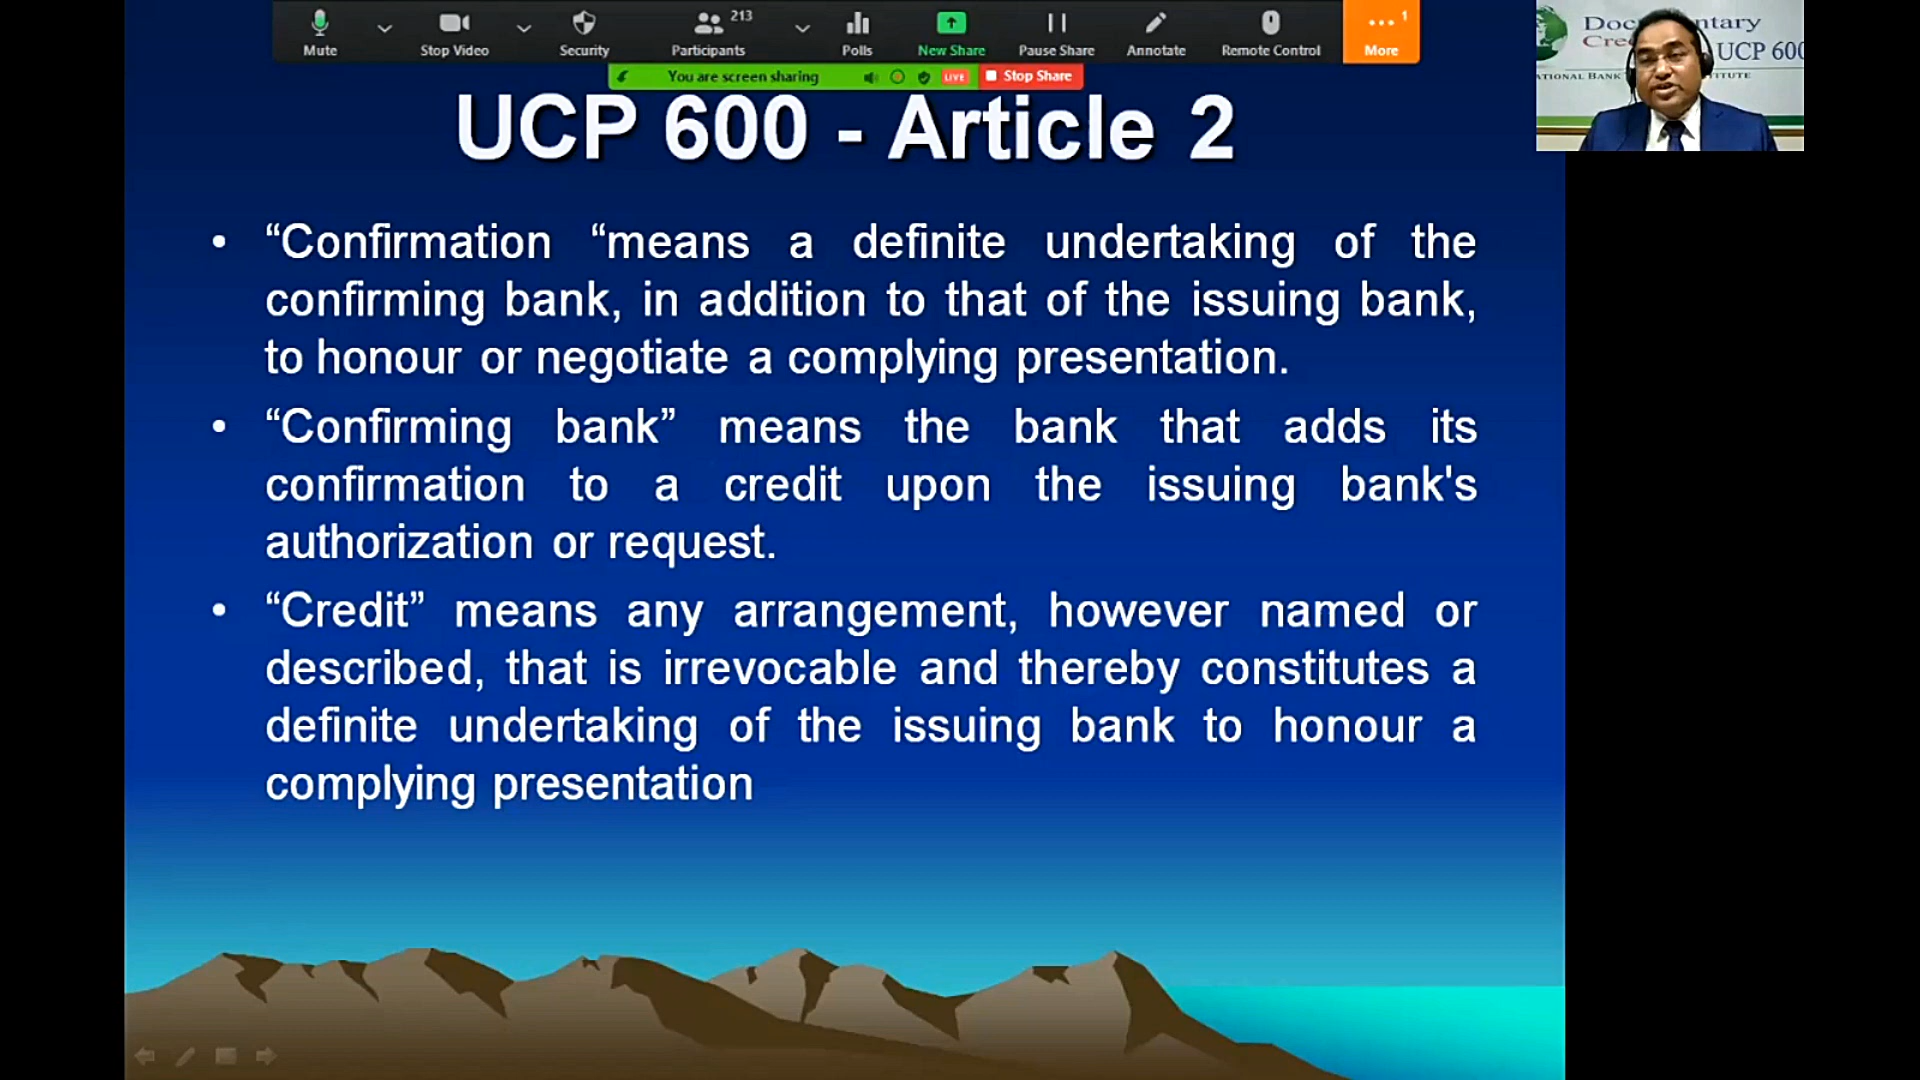 Mute
Stop Video
Security
Participants
213
Polls
New Share
Pause Share
Annotate
Remote Control
More
1
You are screen sharing
LIVE
Stop Share
UCP 600 - Article 2
• “Confirmation “means a definite undertaking of the
confirming bank, in addition to that of the issuing bank,
to honour or negotiate a complying presentation.
• “Confirming bank” means the bank that adds its
confirmation to a credit upon the issuing bank's
authorization or request.
• “Credit” means any arrangement, however named or
described, that is irrevocable and thereby constitutes a
definite undertaking of the issuing bank to honour a
complying presentation
UCP 600